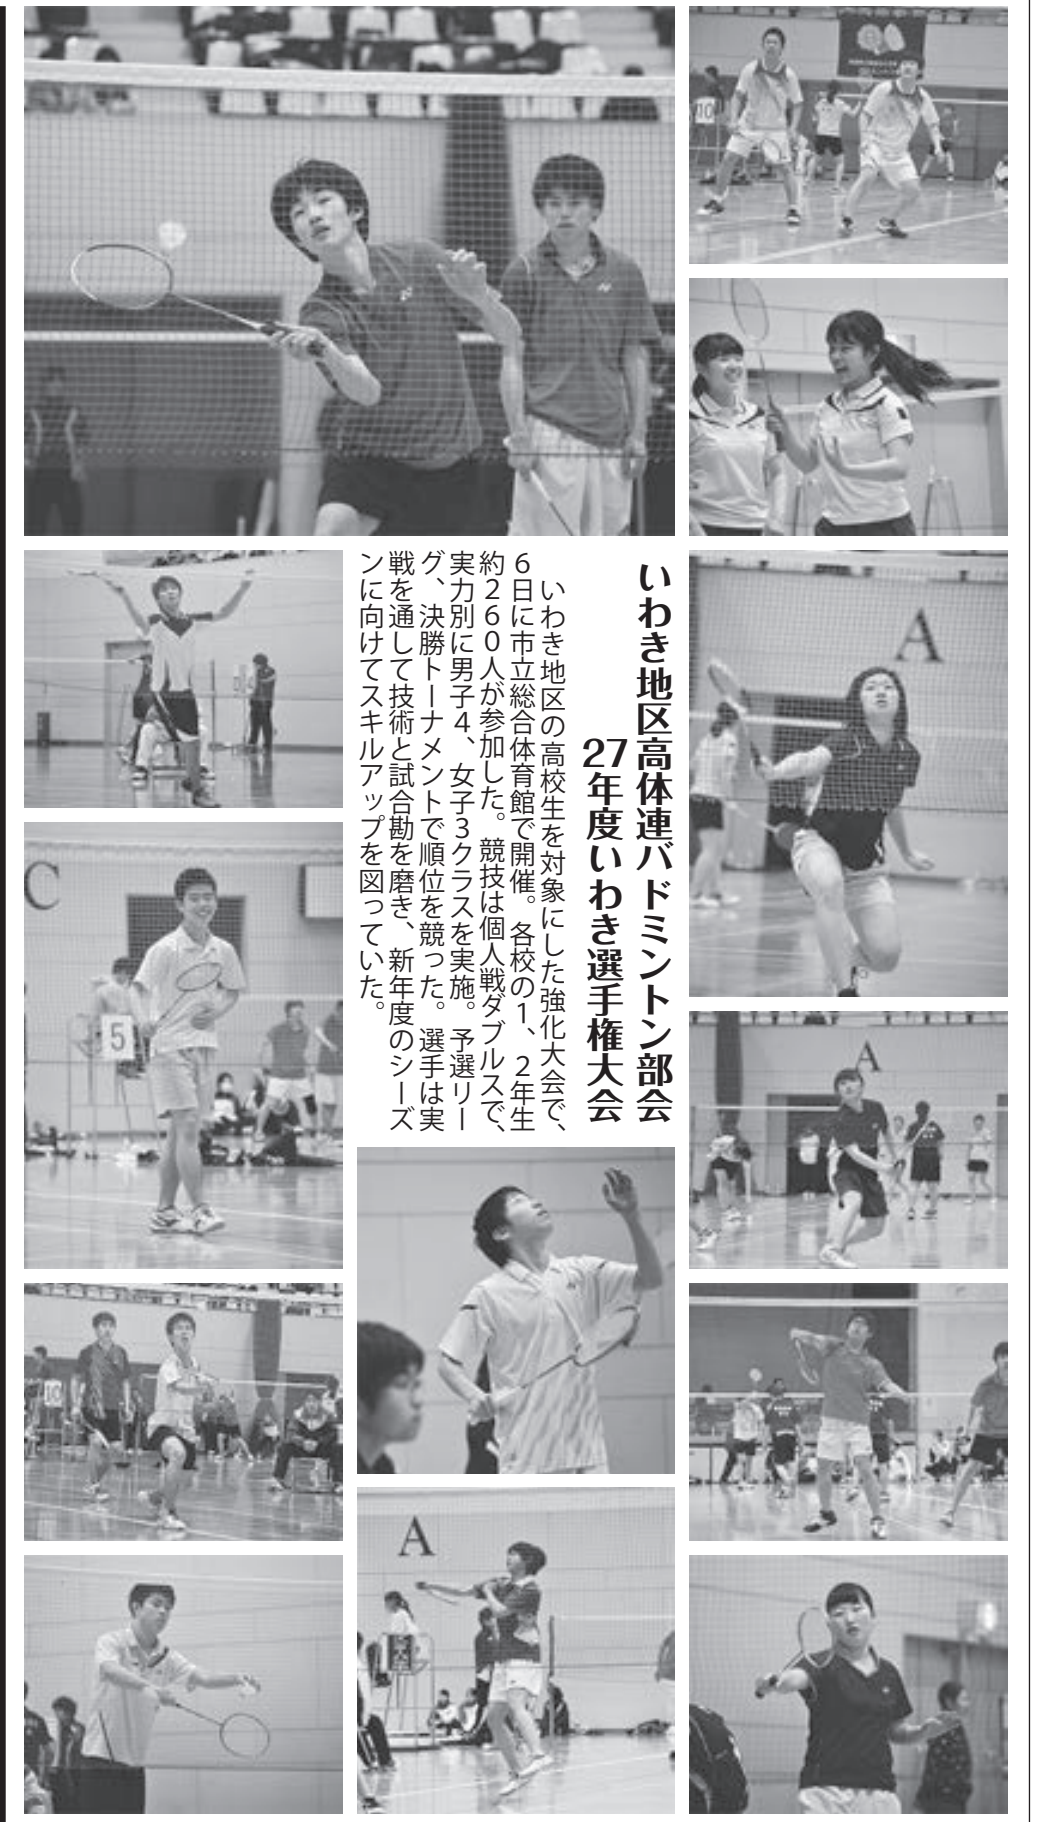 いわき地区高体連バドミントン部会
27年度いわき選手権大会
いわき地区の高校生を対象にした強化大会で、
6日に市立総合体育館で開催。各校の1、2年生
約260人が参加した。競技は個人戦ダブルスで、
実力別に男子4、女子3クラスを実施。予選リー
グ、決勝トーナメントで順位を競った。選手は実
戦を通して技術と試合勘を磨き、新年度のシーズ
ンに向けてスキルアップを図っていた。
10
A
C
5
A
10
A